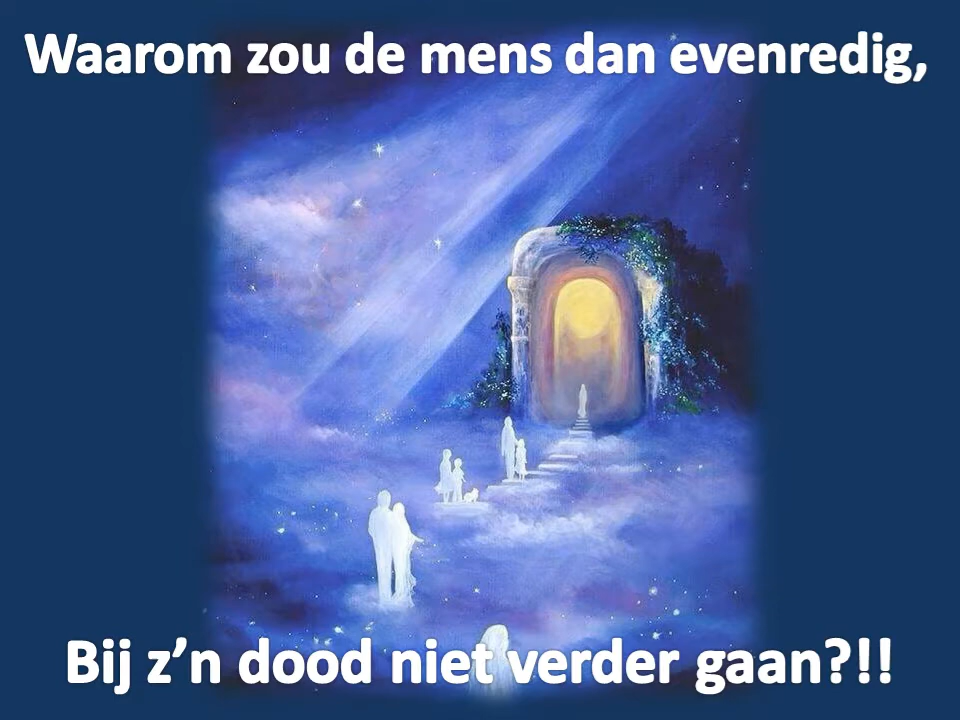 Waarom zou de mens dan evenredig,
Bij z’n dood niet verder gaan?!!